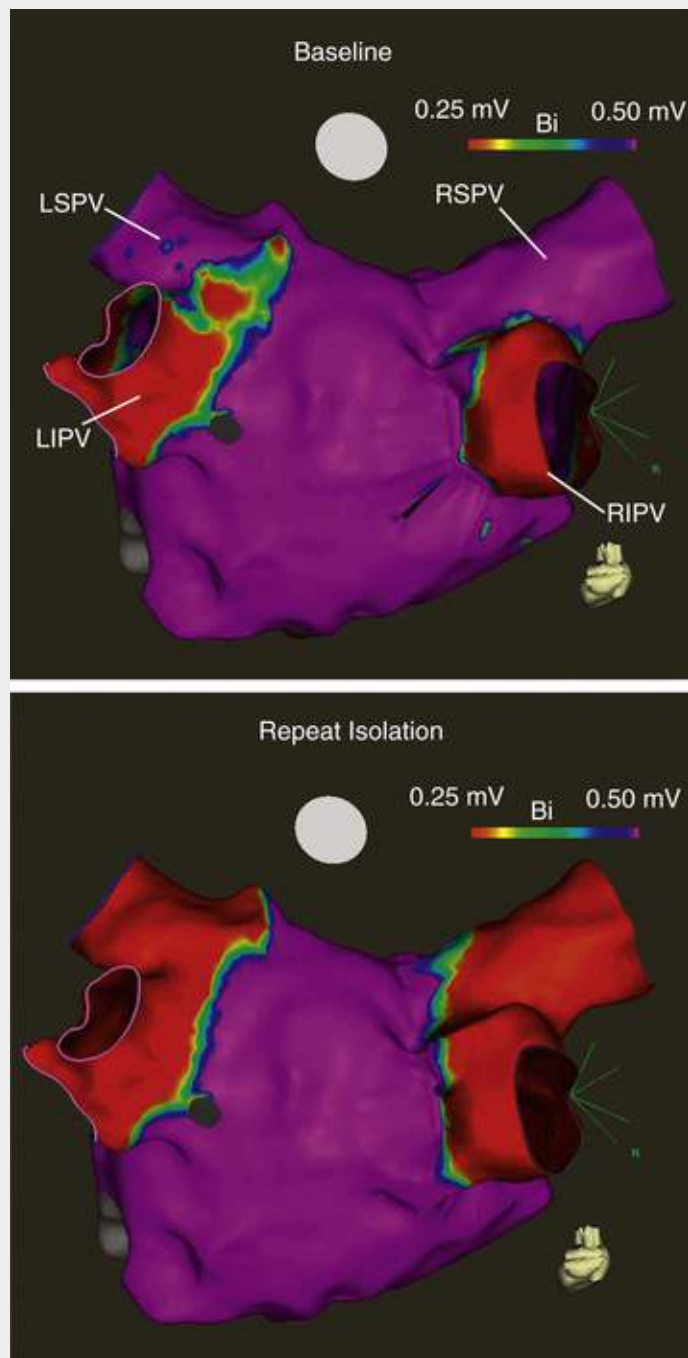 Baseline
0.25 mV Bi 0.50 mV
LSPV
RSPV
LIPV
RIPV
Repeat Isolation
0.25 mV Bi 0.50 mV
R